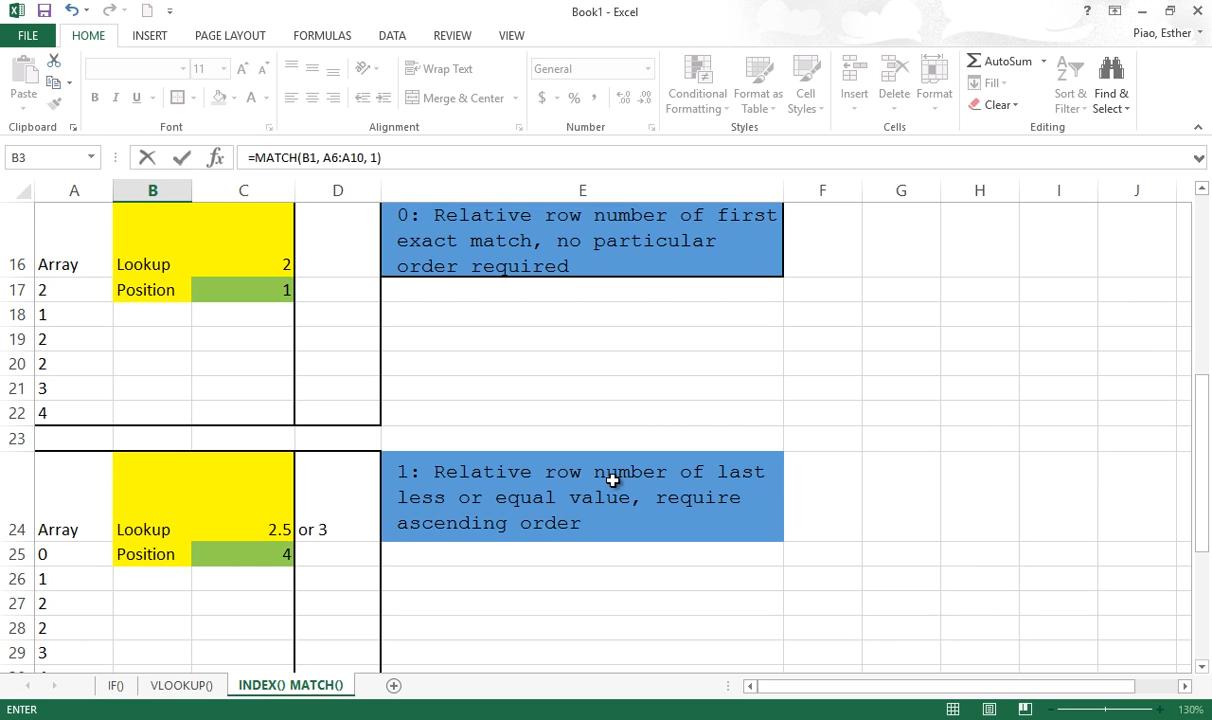 Book1 - Excel
?
Piao, Esther
FILE
HOME
INSERT
PAGE LAYOUT
FORMULAS
DATA
REVIEW
VIEW
Paste
11
B I U
Wrap Text
Merge & Center
General
$ % ,
Conditional Formatting
Format as Table
Cell Styles
Insert
Delete
Format
AutoSum
Fill
Clear
Sort & Filter
Find & Select
Clipboard
Font
Alignment
Number
Styles
Cells
Editing
B3
fx
=MATCH(B1, A6:A10, 1)
A B C D E F G H I J
0: Relative row number of first
exact match, no particular
order required
16 Array Lookup 2
17 2 Position 1
18 1
19 2
20 2
21 3
22 4
23
1: Relative row number of last
less or equal value, require
ascending order
24 Array Lookup 2.5 or 3
25 0 Position 4
26 1
27 2
28 2
29 3
IF()
VLOOKUP()
INDEX() MATCH()
ENTER
130%